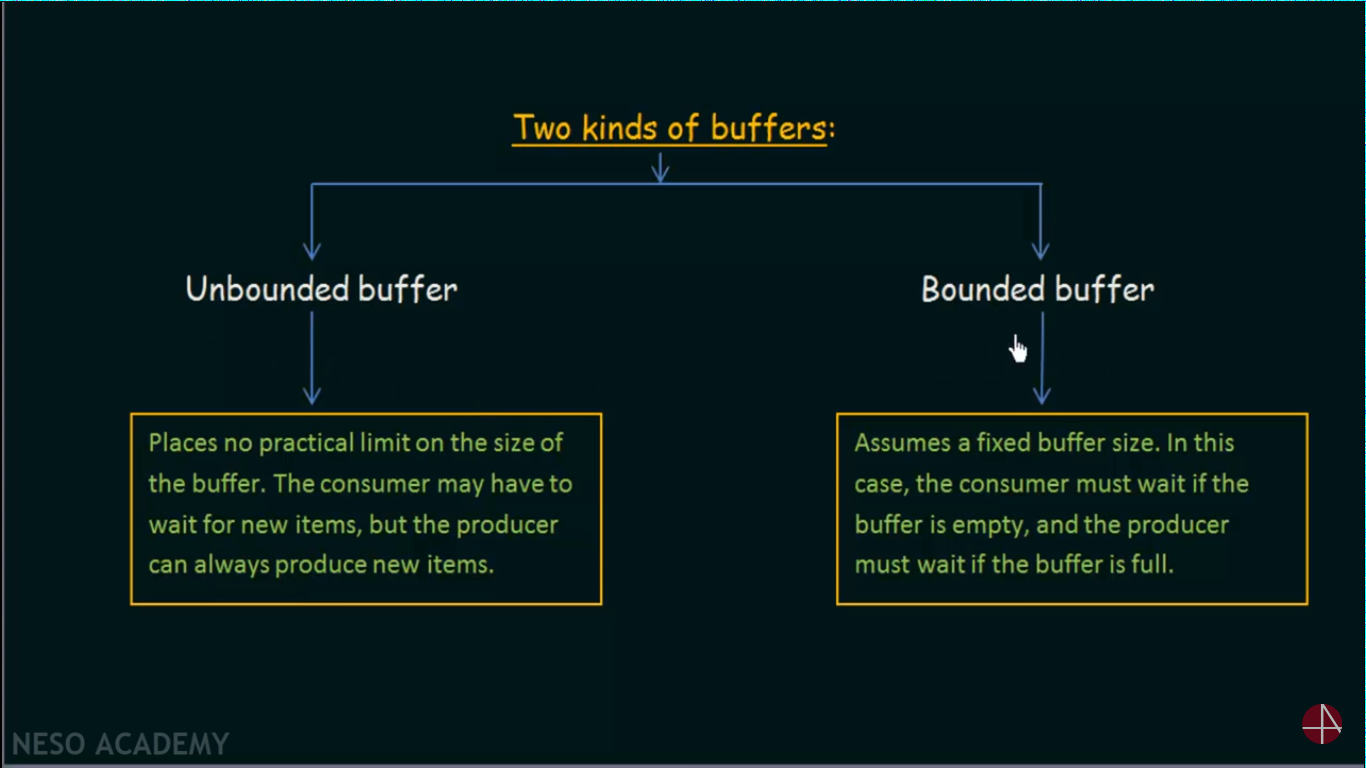 Two kinds of buffers:
Unbounded buffer
Bounded buffer
Places no practical limit on the size of
the buffer. The consumer may have to
wait for new items, but the producer
can always produce new items.
Assumes a fixed buffer size. In this
case, the consumer must wait if the
buffer is empty, and the producer
must wait if the buffer is full.
NESO ACADEMY